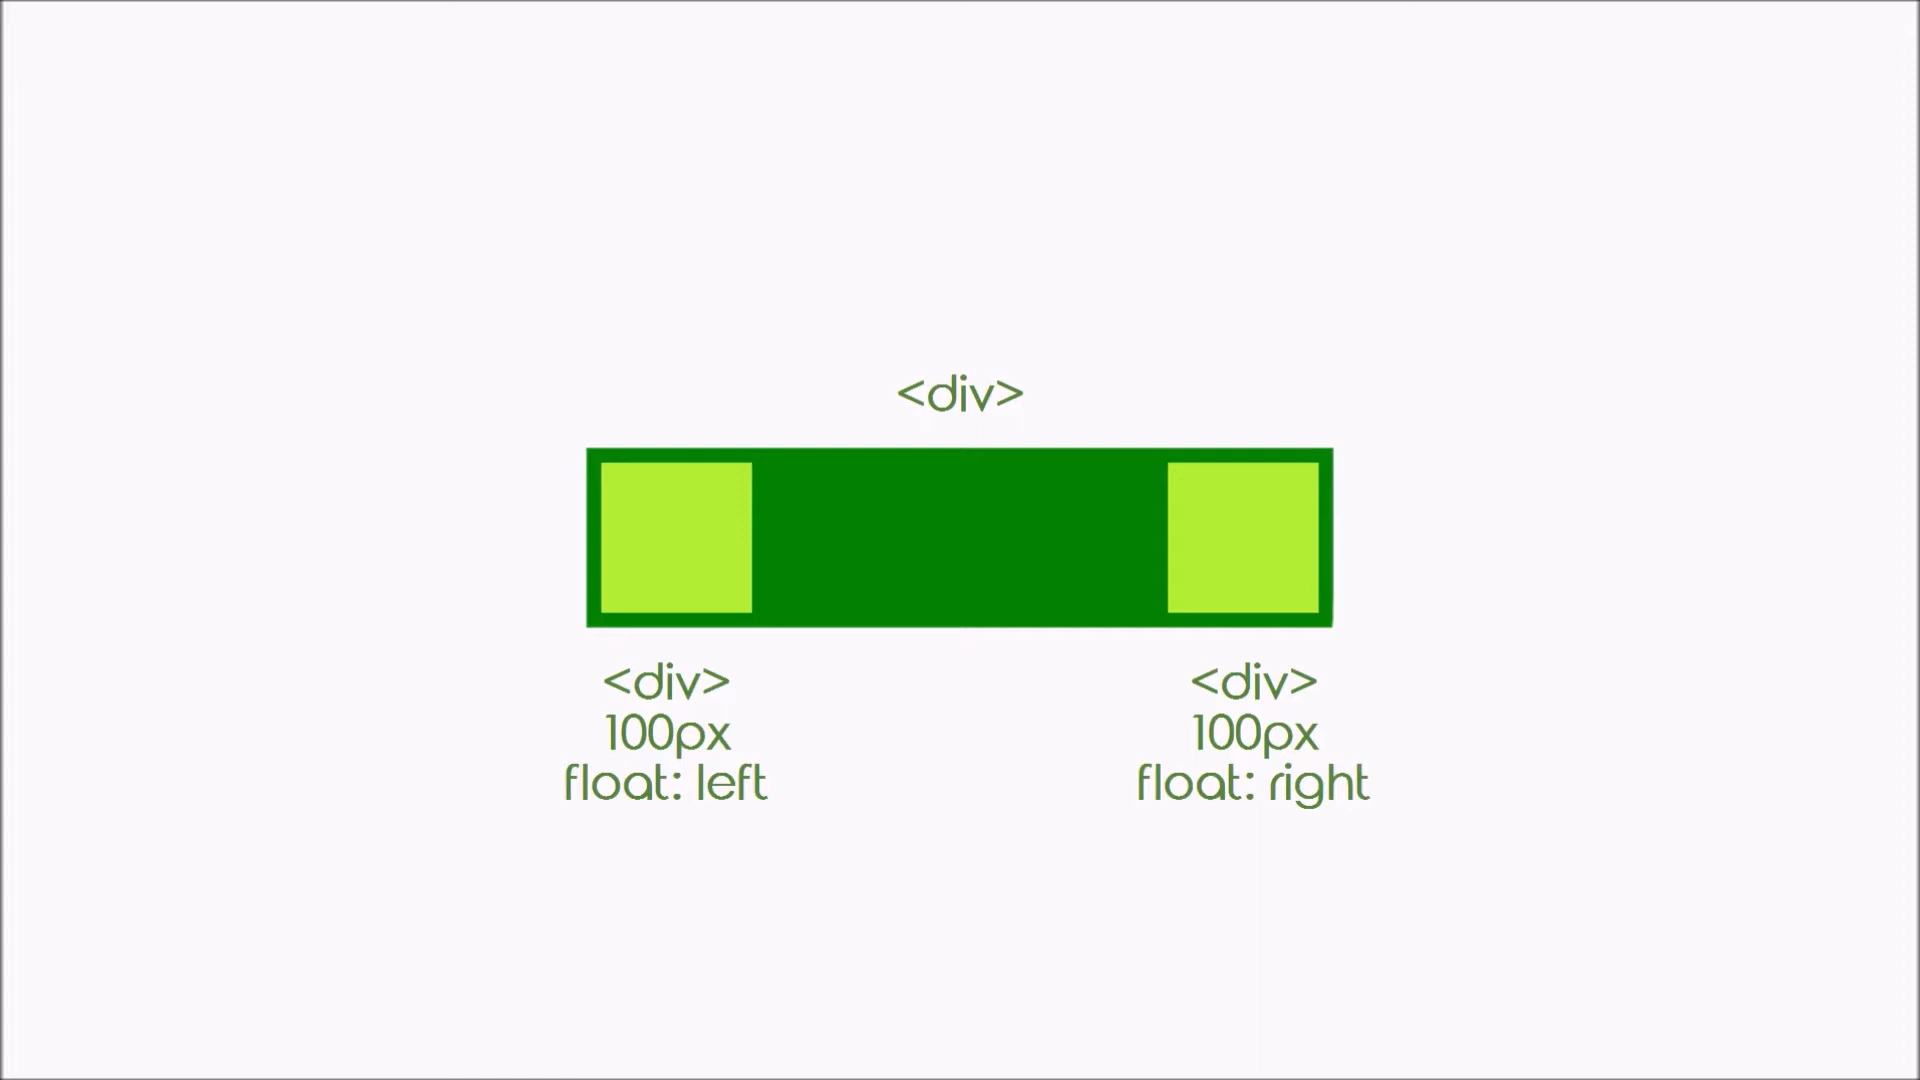 <div>
<div>
100px
float: left
<div>
100px
float: right